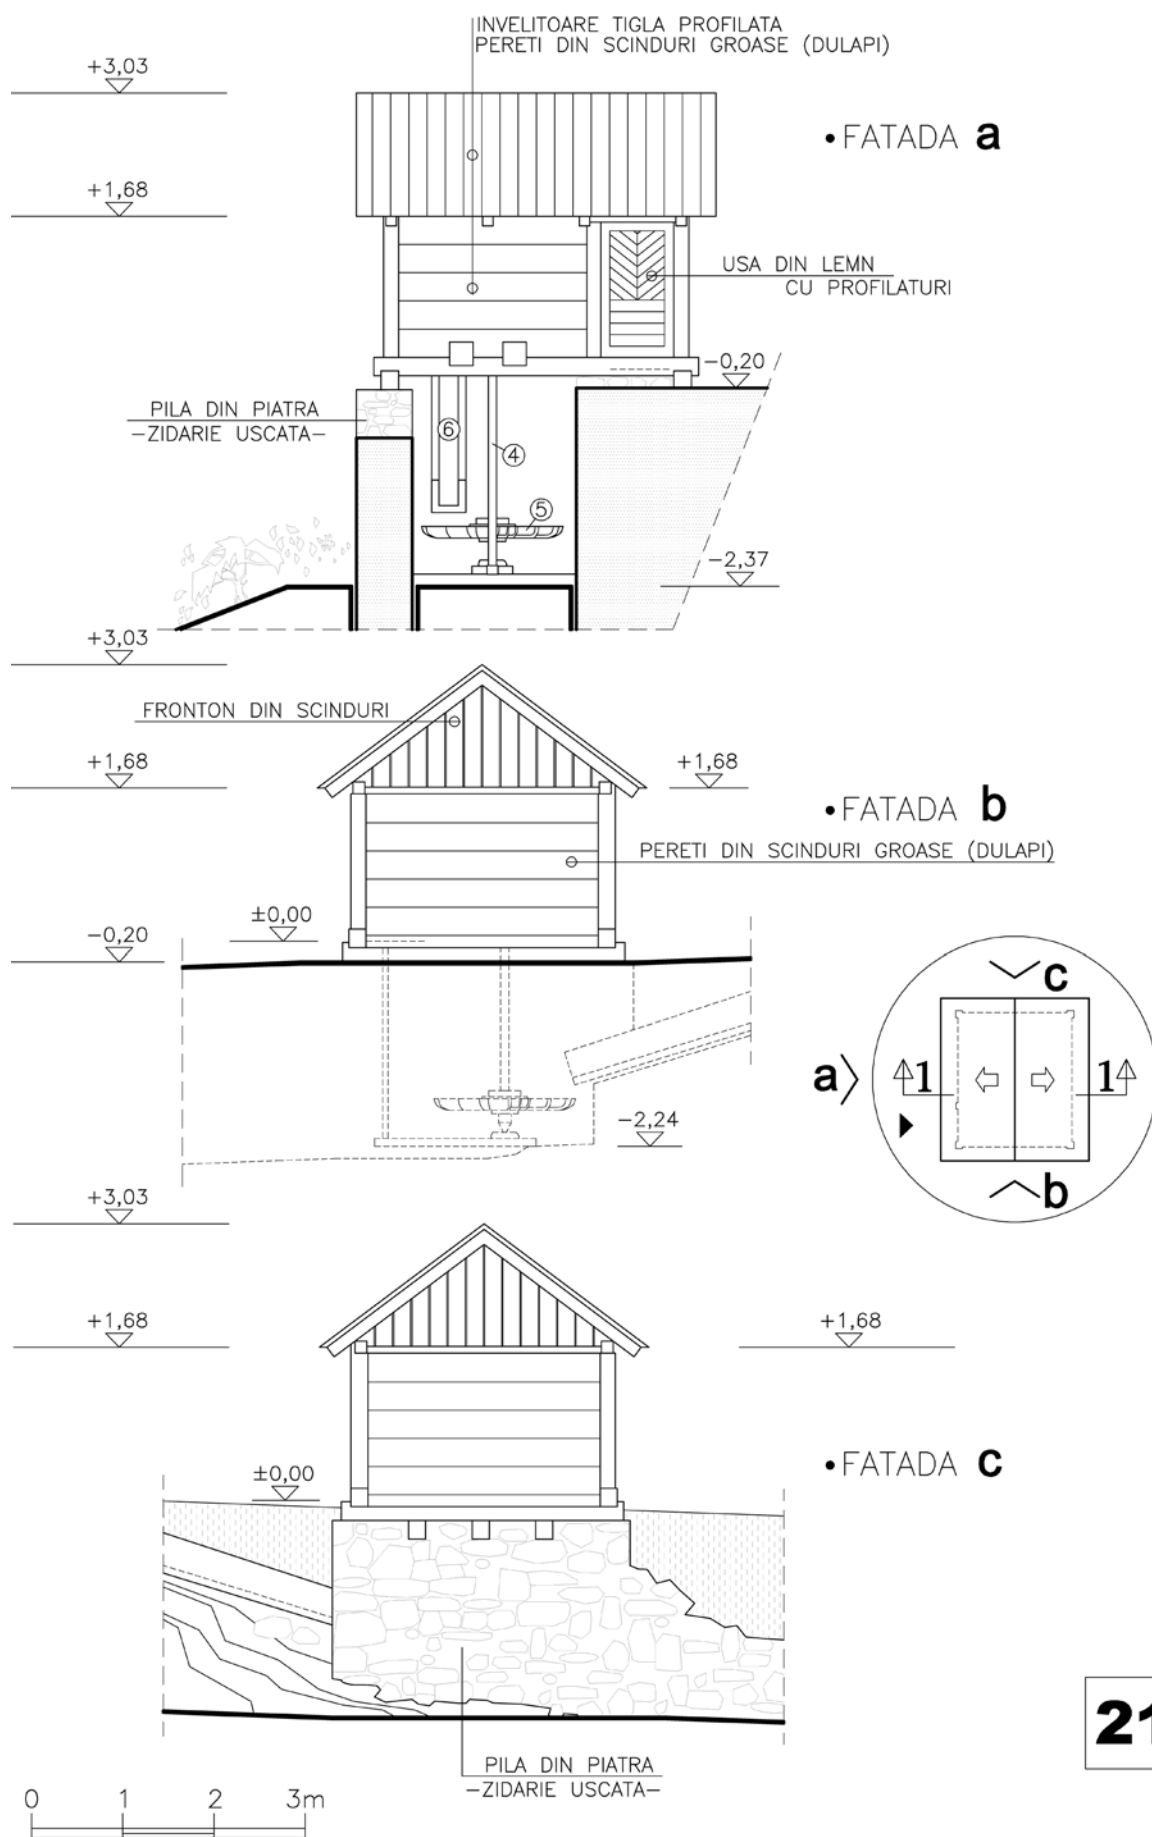 INVELITOARE TIGLA PROFILATA
PERETI DIN SCINDURI GROASE (DULAPI)
+3,03
• FATADA a
+1,68
USA DIN LEMN
CU PROFILATURI
-0,20
PILA DIN PIATRA
-ZIDARIE USCATA-
6
4
5
-2,37
+3,03
FRONTON DIN SCINDURI
+1,68
+1,68
• FATADA b
PERETI DIN SCINDURI GROASE (DULAPI)
±0,00
-0,20
c
a
1
1
b
-2,24
+3,03
+1,68
+1,68
• FATADA c
±0,00
PILA DIN PIATRA
-ZIDARIE USCATA-
21
0 1 2 3m